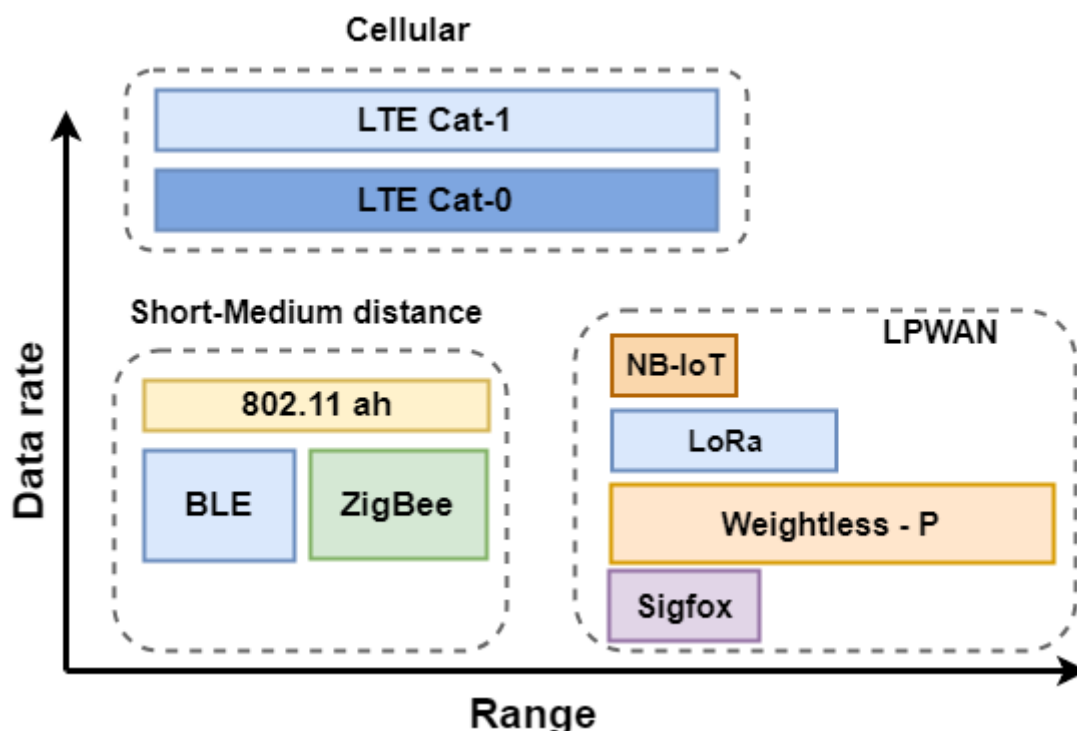 Cellular
LTE Cat-1
LTE Cat-0
Short-Medium distance
802.11 ah
BLE
ZigBee
LPWAN
NB-IoT
LoRa
Weightless - P
Sigfox
Data rate
Range